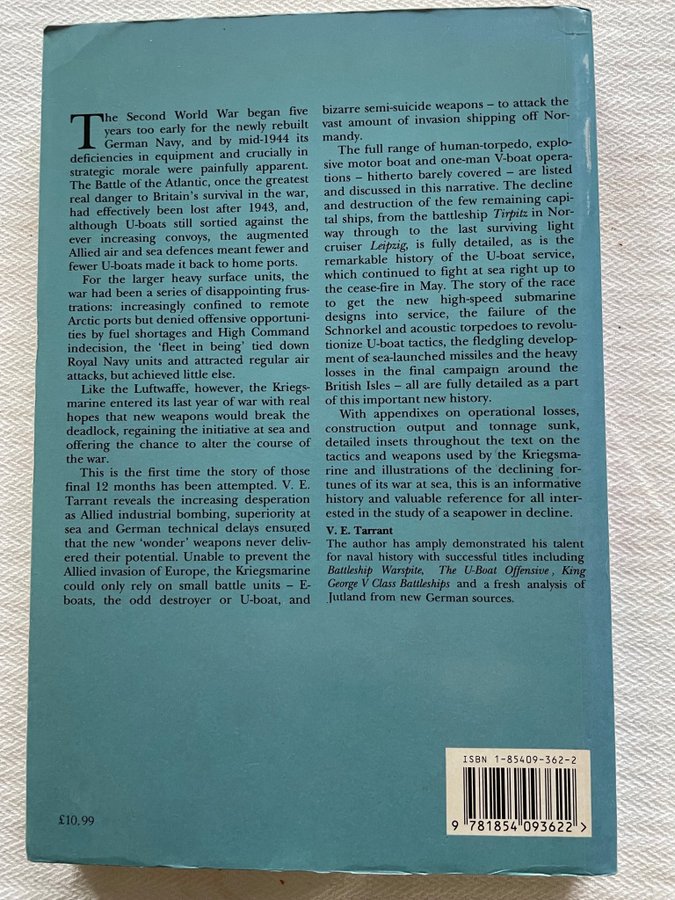 The Second World War began five
years too early for the newly rebuilt
German Navy, and by mid-1944 its
deficiencies in equipment and crucially in
strategic morale were painfully apparent.
The Battle of the Atlantic, once the greatest
real danger to Britain's survival in the war,
had effectively been lost after 1943, and,
although U-boats still sortied against the
ever increasing convoys, the augmented
Allied air and sea defences meant fewer and
fewer U-boats made it back to home ports.
For the larger heavy surface units, the
war had been a series of disappointing frus-
trations: increasingly confined to remote
Arctic ports but denied offensive opportuni-
ties by fuel shortages and High Command
indecision, the 'fleet in being' tied down
Royal Navy units and attracted regular air
attacks, but achieved little else.
Like the Luftwaffe, however, the Kriegs-
marine entered its last year of war with real
hopes that new weapons would break the
deadlock, regaining the initiative at sea and
offering the chance to alter the course of
the war.
This is the first time the story of those
final 12 months has been attempted. V. E.
Tarrant reveals the increasing desperation
as Allied industrial bombing, superiority at
sea and German technical delays ensured
that the new 'wonder' weapons never deliv-
ered their potential. Unable to prevent the
Allied invasion of Europe, the Kriegsmarine
could only rely on small battle units – E-
boats, the odd destroyer or U-boat, and
bizarre semi-suicide weapons – to attack the
vast amount of invasion shipping off Nor-
mandy.
The full range of human-torpedo, explo-
sive motor boat and one-man V-boat opera-
tions – hitherto barely covered – are listed
and discussed in this narrative. The decline
and destruction of the few remaining capi-
tal ships, from the battleship Tirpitz in Nor-
way through to the last surviving light
cruiser Leipzig, is fully detailed, as is the
remarkable history of the U-boat service,
which continued to fight at sea right up to
the cease-fire in May. The story of the race
to get the new high-speed submarine
designs into service, the failure of the
Schnorkel and acoustic torpedoes to revolu-
tionize U-boat tactics, the fledgling develop-
ment of sea-launched missiles and the heavy
losses in the final campaign around the
British Isles – all are fully detailed as a part
of this important new history.
With appendixes on operational losses,
construction output and tonnage sunk,
detailed insets throughout the text on the
tactics and weapons used by the Kriegsma-
rine and illustrations of the declining for-
tunes of its war at sea, this is an informative
history and valuable reference for all inter-
ested in the study of a seapower in decline.
V. E. Tarrant
The author has amply demonstrated his talent
for naval history with successful titles including
Battleship Warspite, The U-Boat Offensive, King
George V Class Battleships and a fresh analysis of
Jutland from new German sources.
ISBN 1-85409-362-2
9 781854 093622 >
£10.99